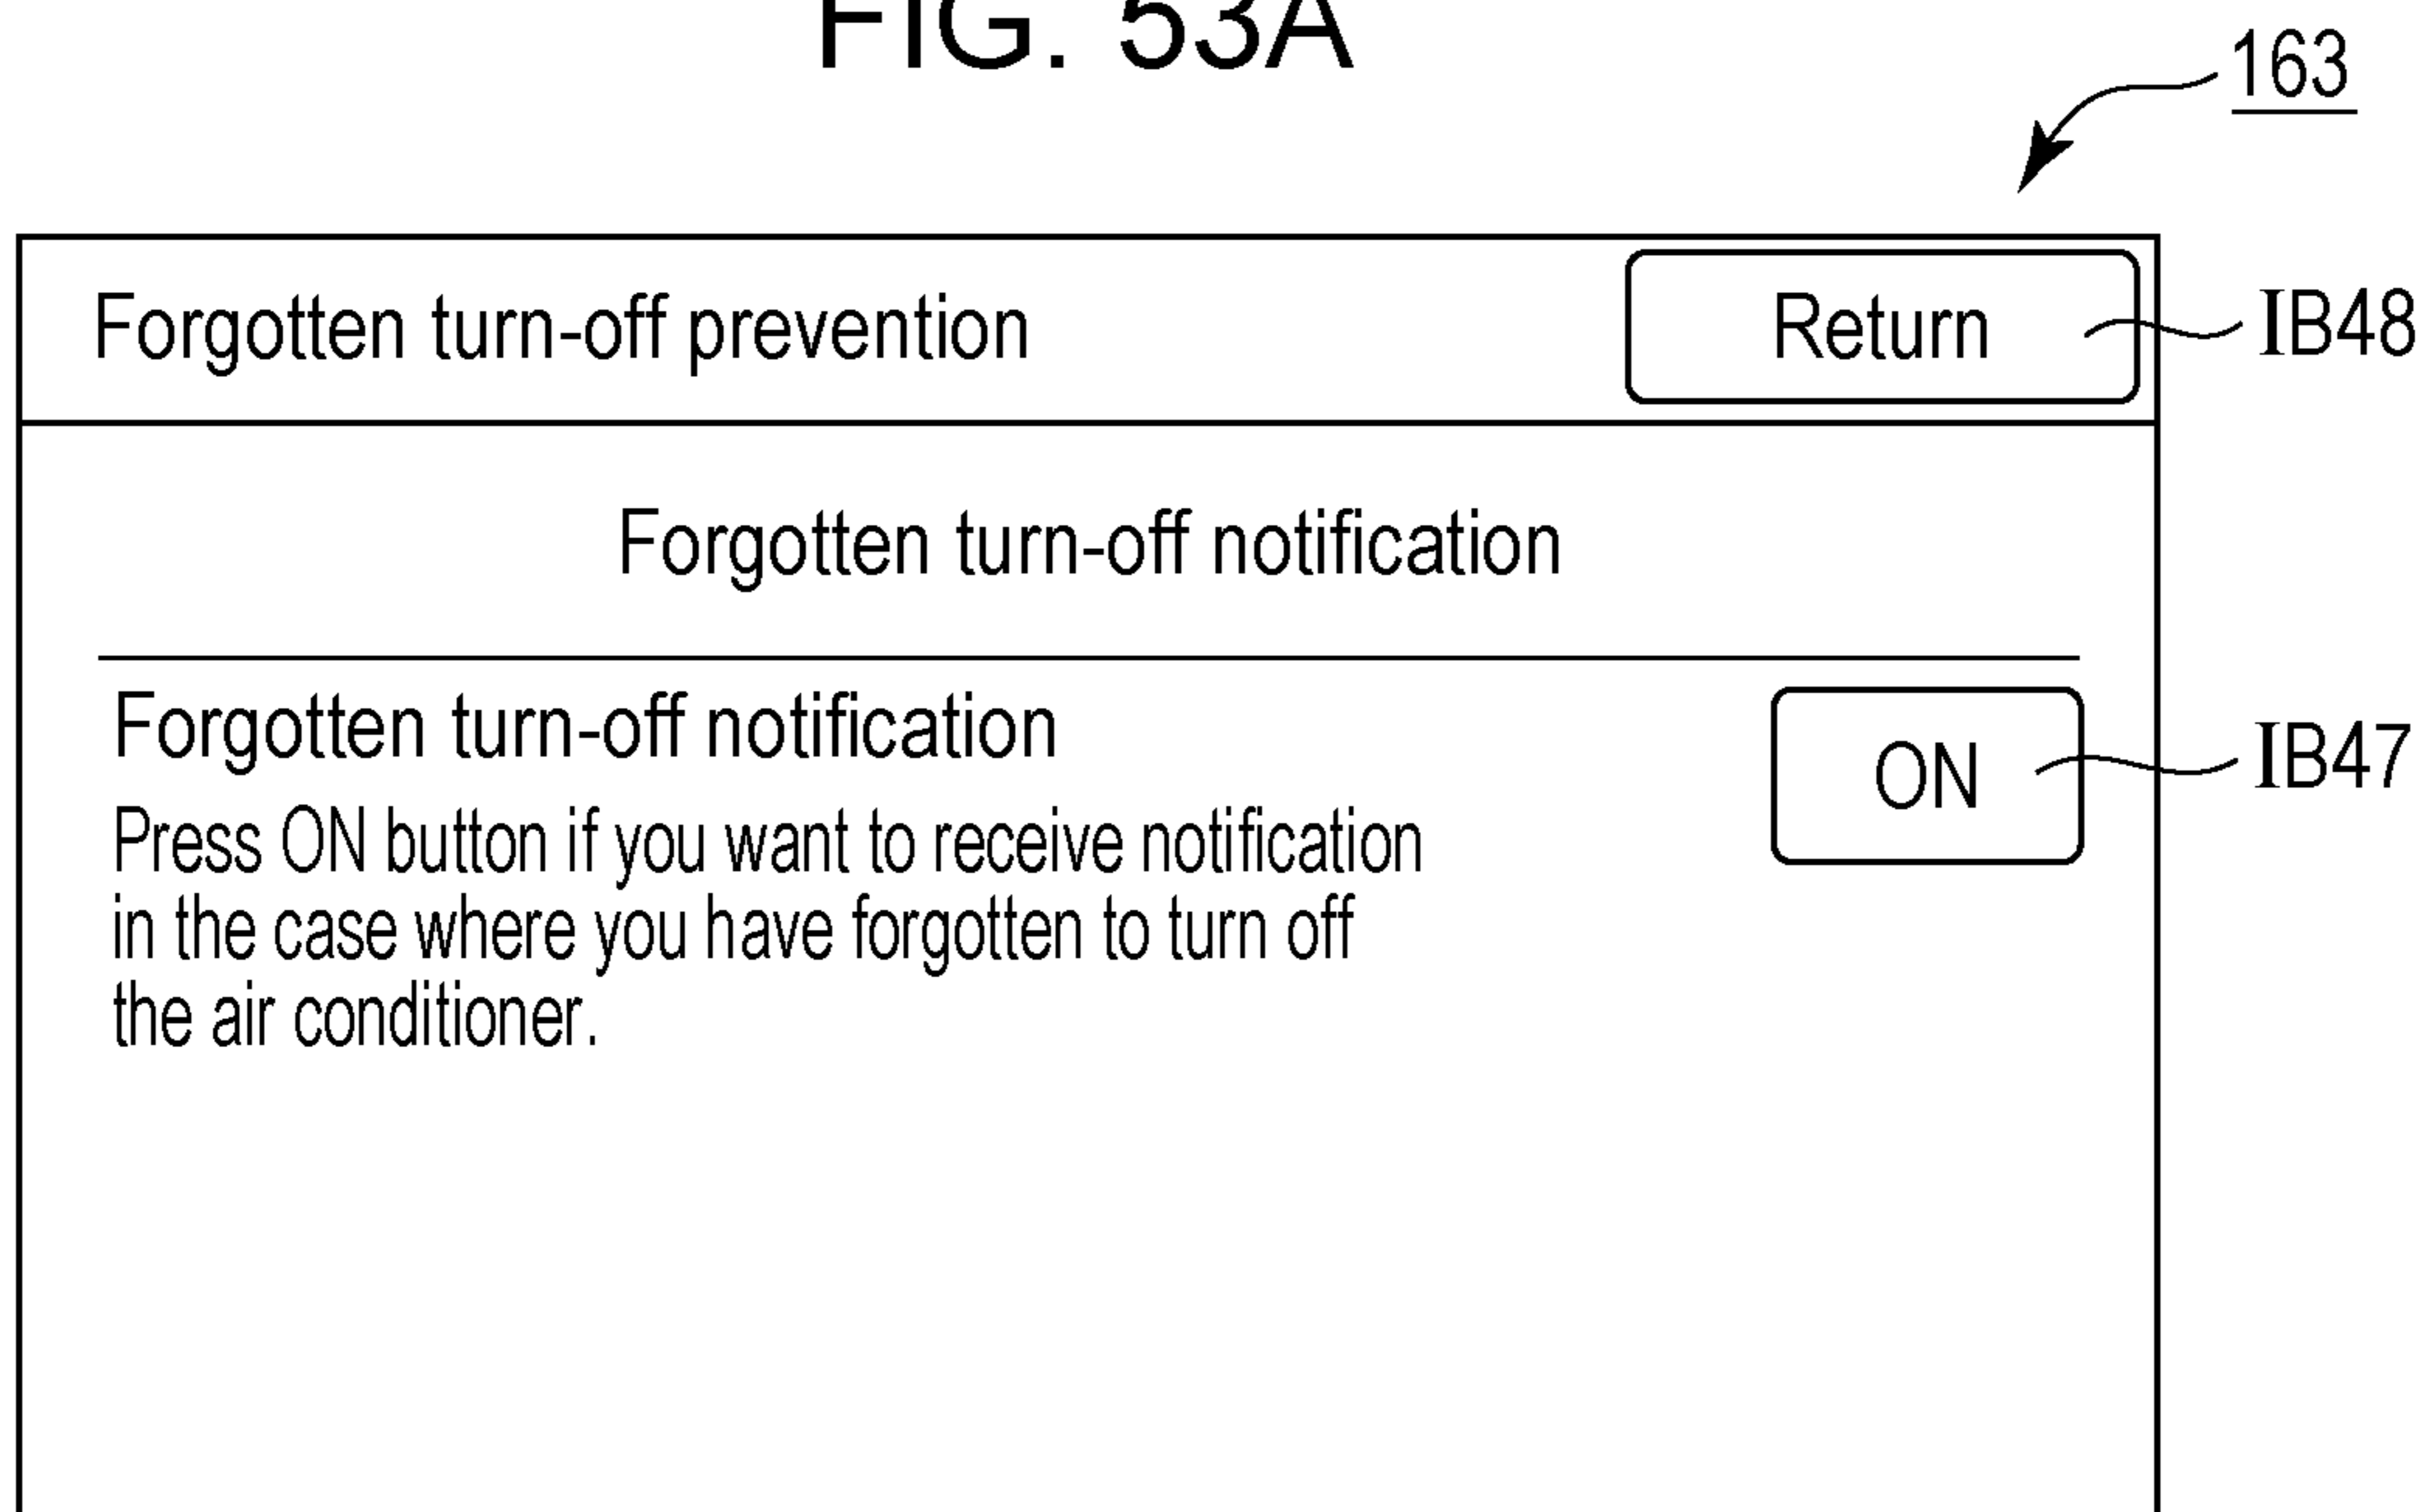 FIG. 53A
163
Forgotten turn-off prevention
Return
IB48
Forgotten turn-off notification
Forgotten turn-off notification
ON
IB47
Press ON button if you want to receive notification
in the case where you have forgotten to turn off
the air conditioner.